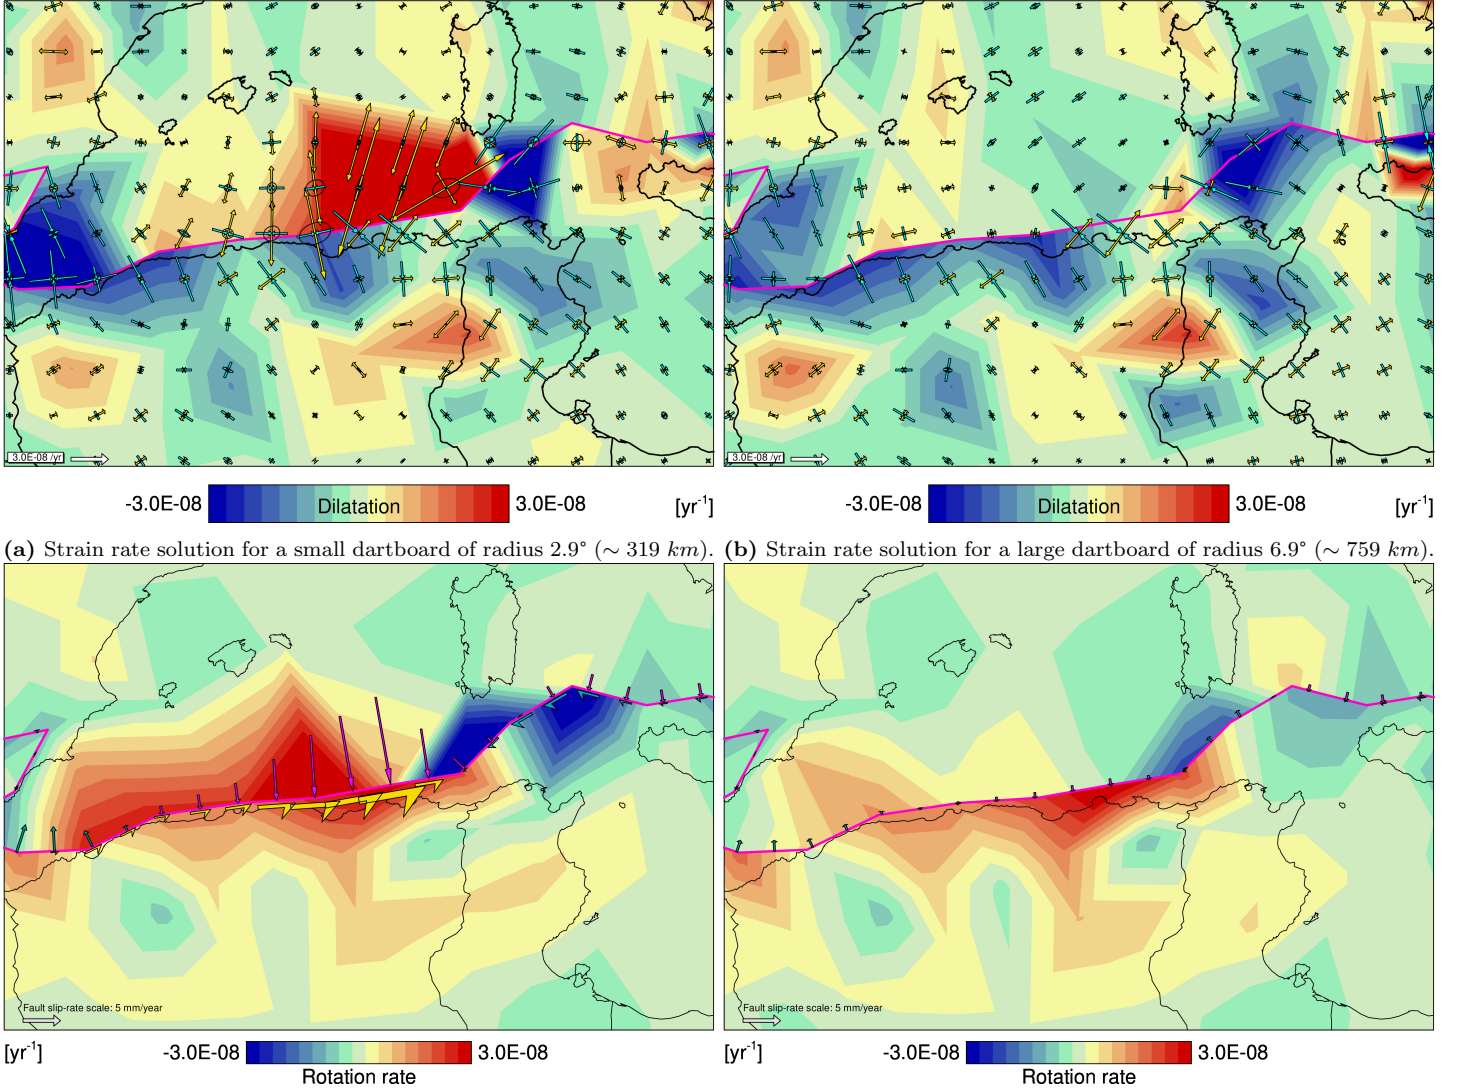 3.0E-08 /yr
3.0E-08 /yr
-3.0E-08 Dilatation 3.0E-08 [yr⁻¹]
-3.0E-08 Dilatation 3.0E-08 [yr⁻¹]
(a) Strain rate solution for a small dartboard of radius 2.9° (∼ 319 km).
(b) Strain rate solution for a large dartboard of radius 6.9° (∼ 759 km).
Fault slip-rate scale: 5 mm/year
Fault slip-rate scale: 5 mm/year
[yr⁻¹] -3.0E-08 3.0E-08
Rotation rate
[yr⁻¹] -3.0E-08 3.0E-08
Rotation rate